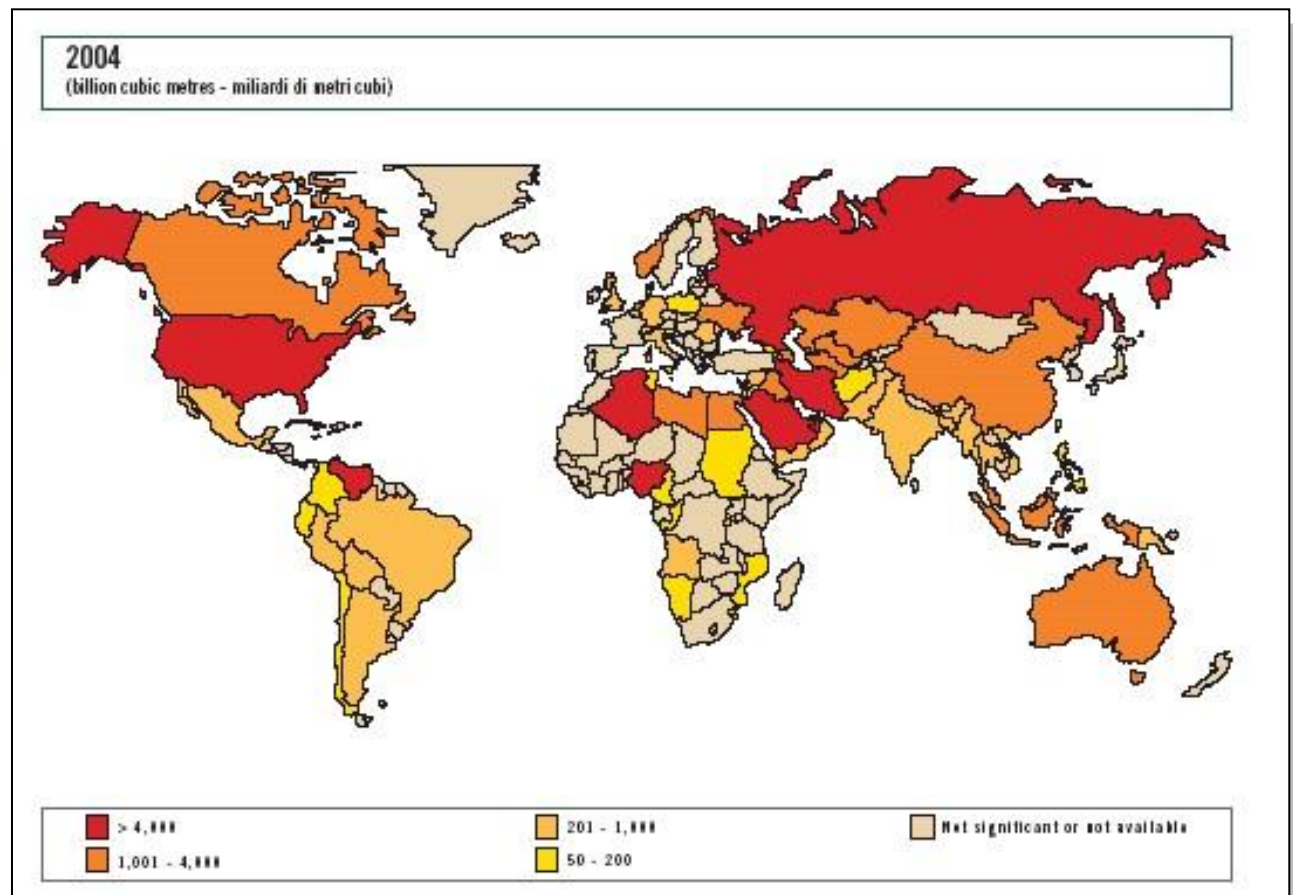 2004
(billion cubic metres - miliardi di metri cubi)
> 4,000
1,001 - 4,000
201 - 1,000
50 - 200
Not significant or not available